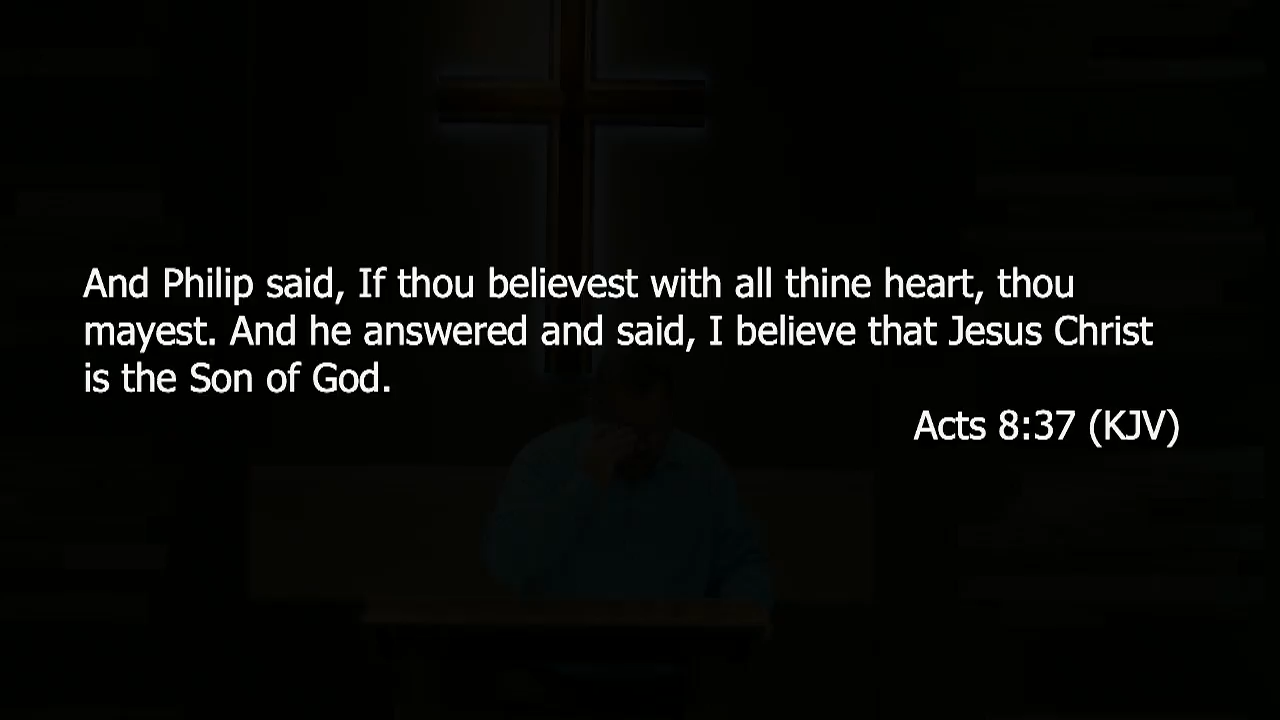 And Philip said, If thou believest with all thine heart, thou
mayest. And he answered and said, I believe that Jesus Christ
is the Son of God.
Acts 8:37 (KJV)